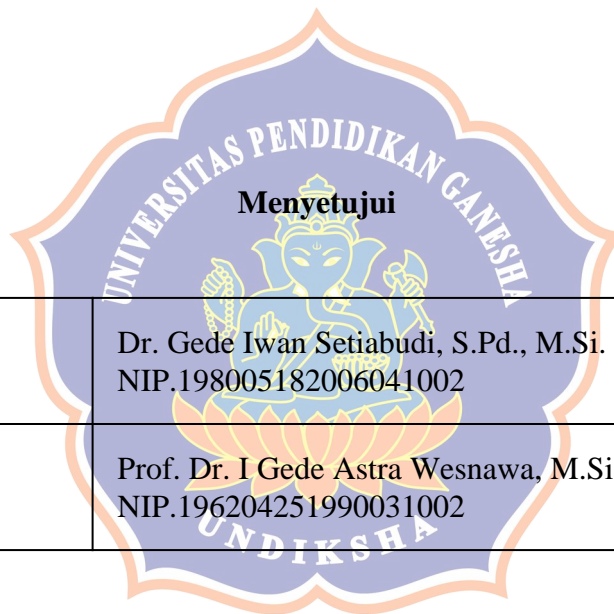 UNIVERSITAS PENDIDIKAN GANESHA
Menyetujui
Dr. Gede Iwan Setiabudi, S.Pd., M.Si.
NIP.198005182006041002
Prof. Dr. I Gede Astra Wesnawa, M.Si
NIP.196204251990031002
UNDIKSHA